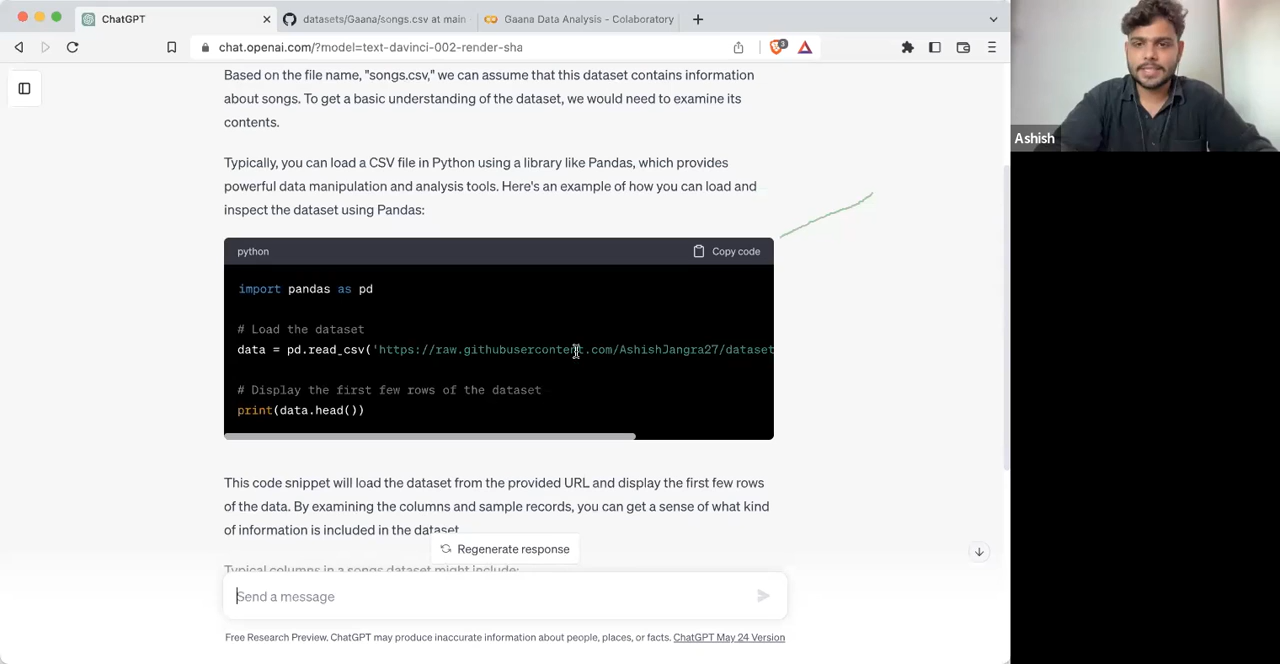 ChatGPT
datasets/Gaana/songs.csv at main
Gaana Data Analysis - Colaboratory
chat.openai.com/?model=text-davinci-002-render-sha
3
Based on the file name, "songs.csv," we can assume that this dataset contains information
about songs. To get a basic understanding of the dataset, we would need to examine its
contents.
Typically, you can load a CSV file in Python using a library like Pandas, which provides
powerful data manipulation and analysis tools. Here's an example of how you can load and
inspect the dataset using Pandas:
python
Copy code
import pandas as pd
# Load the dataset
data = pd.read_csv('https://raw.githubusercontent.com/AshishJangra27/dataset
# Display the first few rows of the dataset
print(data.head())
This code snippet will load the dataset from the provided URL and display the first few rows
of the data. By examining the columns and sample records, you can get a sense of what kind
of information is included in the dataset.
Regenerate response
Typical columns in a songs dataset might include:
Send a message
Free Research Preview. ChatGPT may produce inaccurate information about people, places, or facts. ChatGPT May 24 Version
Ashish